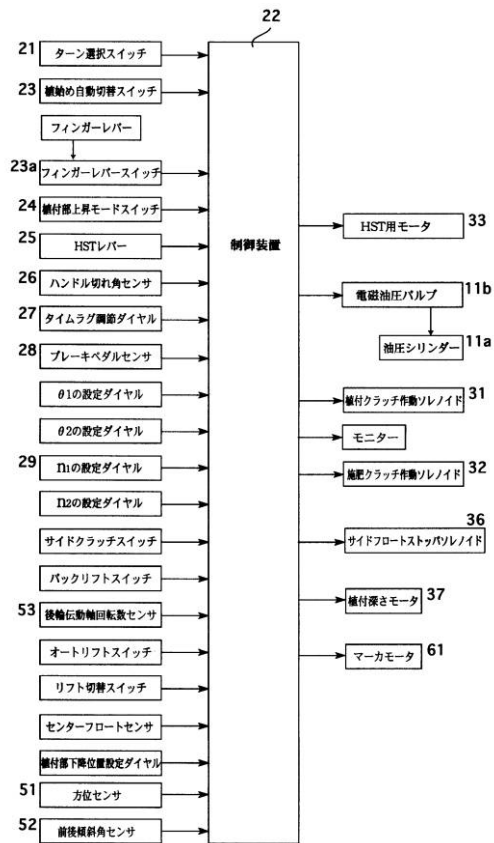 22
21 ターン選択スイッチ
23 植始め自動切替スイッチ
フィンガーレバー
23a フィンガーレバースイッチ
24 植付部上昇モードスイッチ
25 HSTレバー
26 ハンドル切れ角センサ
27 タイムラグ調節ダイヤル
28 ブレーキペダルセンサ
θ1の設定ダイヤル
θ2の設定ダイヤル
29 n1の設定ダイヤル
n2の設定ダイヤル
サイドクラッチスイッチ
バックリフトスイッチ
53 後輪伝動軸回転数センサ
オートリフトスイッチ
リフト切替スイッチ
センターフロートセンサ
植付部下降位置設定ダイヤル
51 方位センサ
52 前後傾斜角センサ
制御装置
HST用モータ 33
電磁油圧バルブ 11b
油圧シリンダー 11a
植付クラッチ作動ソレノイド 31
モニター
施肥クラッチ作動ソレノイド 32
サイドフロートストッパソレノイド 36
植付深さモータ 37
マーカモータ 61